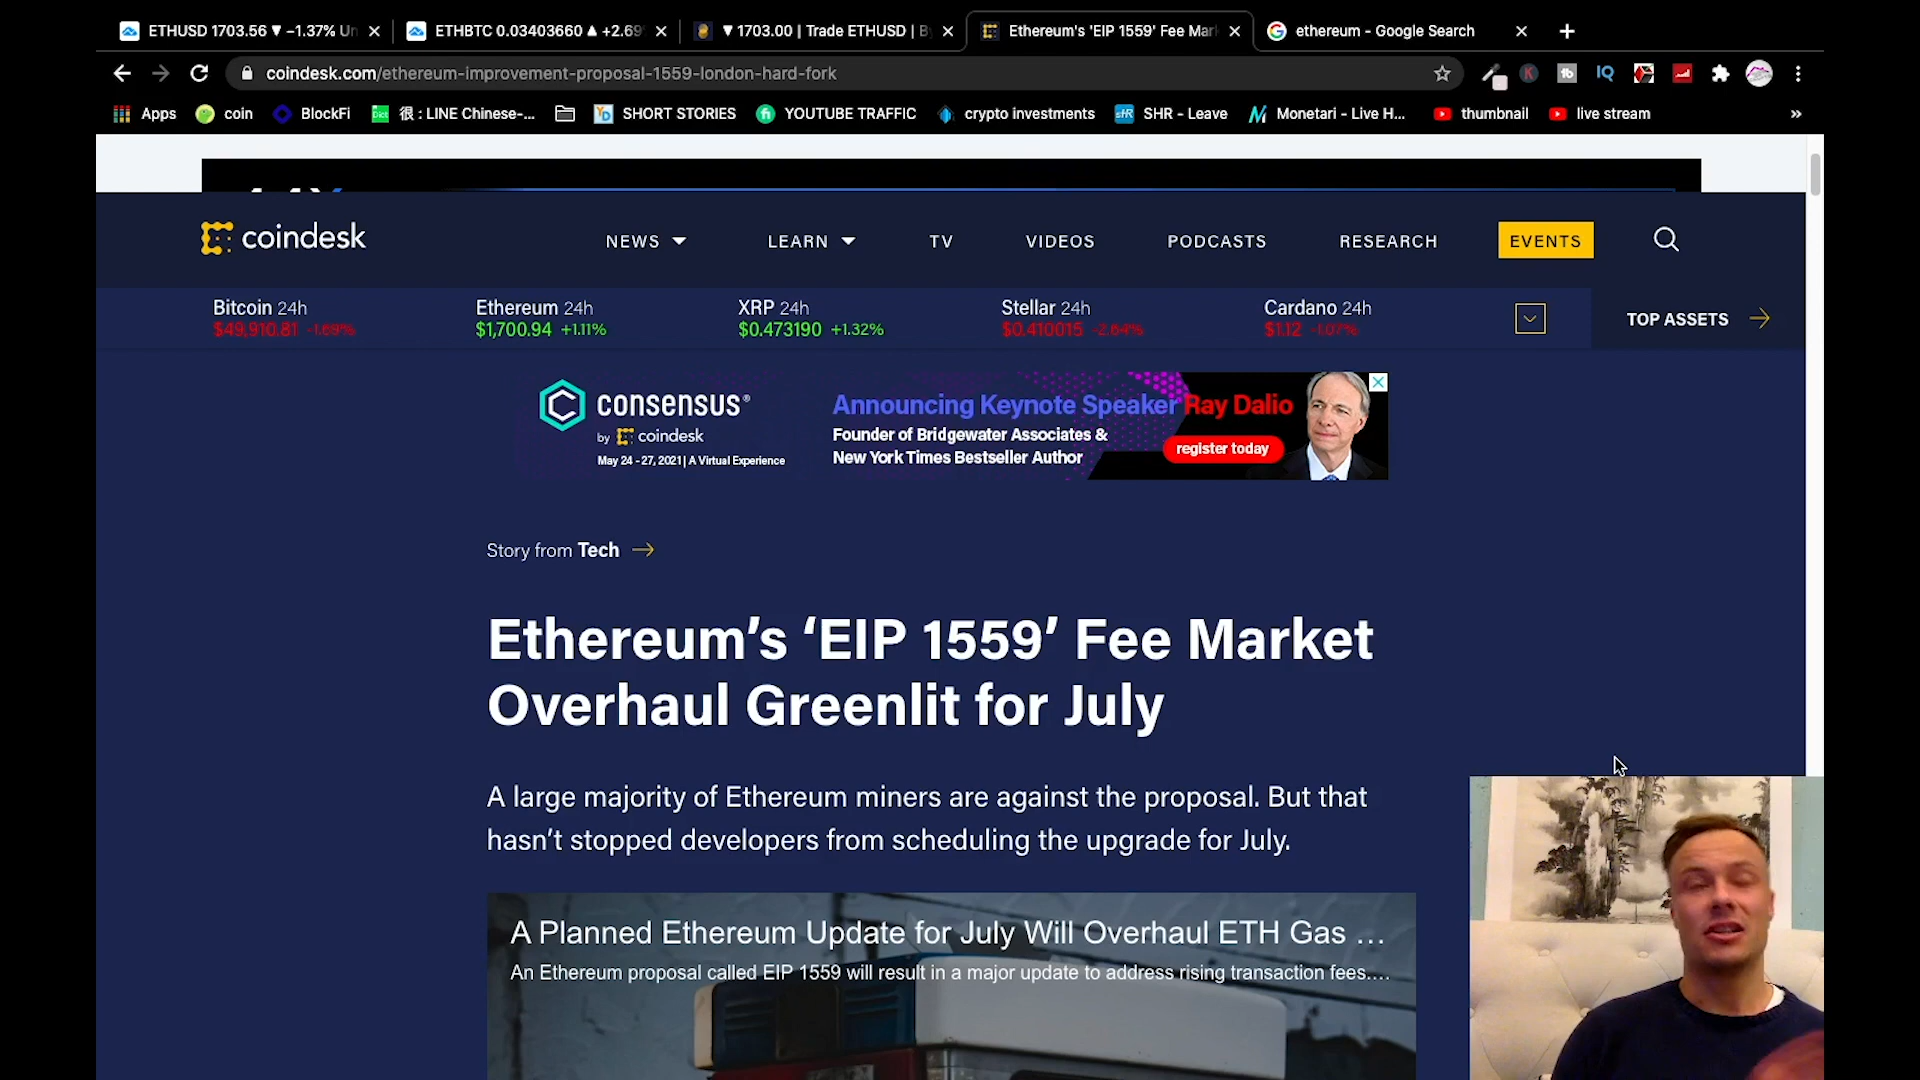 ETHUSD 1703.56 ▼ −1.37% Un
ETHBTC 0.03403660 ▲ +2.69
▼ 1703.00 | Trade ETHUSD | B
Ethereum's 'EIP 1559' Fee Mar
ethereum - Google Search
coindesk.com/ethereum-improvement-proposal-1559-london-hard-fork
Apps
coin
BlockFi
很 : LINE Chinese-...
SHORT STORIES
YOUTUBE TRAFFIC
crypto investments
SHR - Leave
Monetari - Live H...
thumbnail
live stream
coindesk
NEWS
LEARN
TV
VIDEOS
PODCASTS
RESEARCH
EVENTS
Bitcoin 24h
$49,910.81 -1.69%
Ethereum 24h
$1,700.94 +1.11%
XRP 24h
$0.473190 +1.32%
Stellar 24h
$0.410015 -2.64%
Cardano 24h
$1.12 -1.07%
TOP ASSETS
consensus®
by coindesk
May 24 - 27, 2021 | A Virtual Experience
Announcing Keynote Speaker Ray Dalio
Founder of Bridgewater Associates &
New York Times Bestseller Author
register today
Story from Tech
Ethereum's ‘EIP 1559’ Fee Market
Overhaul Greenlit for July
A large majority of Ethereum miners are against the proposal. But that
hasn't stopped developers from scheduling the upgrade for July.
A Planned Ethereum Update for July Will Overhaul ETH Gas ...
An Ethereum proposal called EIP 1559 will result in a major update to address rising transaction fees....